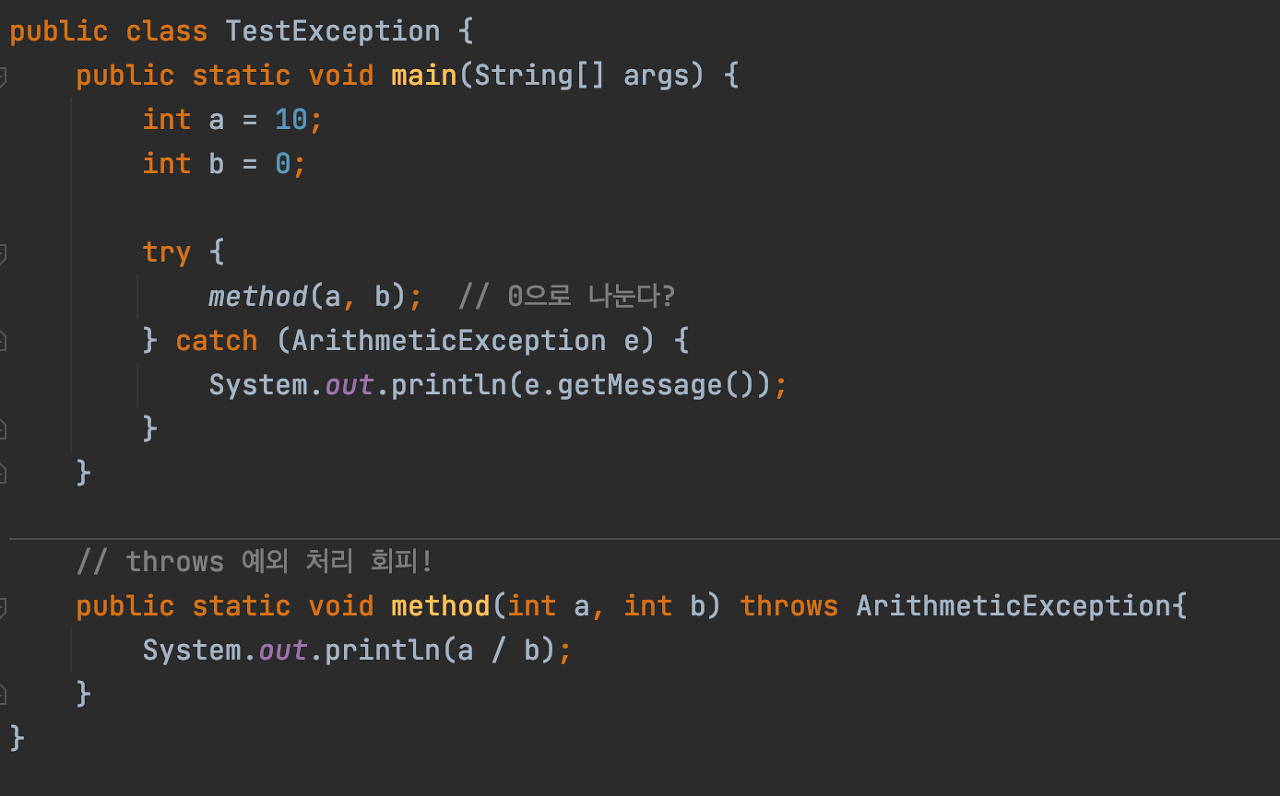 public class TestException {
    public static void main(String[] args) {
        int a = 10;
        int b = 0;

        try {
            method(a, b);  // 0으로 나눈다?
        } catch (ArithmeticException e) {
            System.out.println(e.getMessage());
        }
    }

    // throws 예외 처리 회피!
    public static void method(int a, int b) throws ArithmeticException{
        System.out.println(a / b);
    }
}